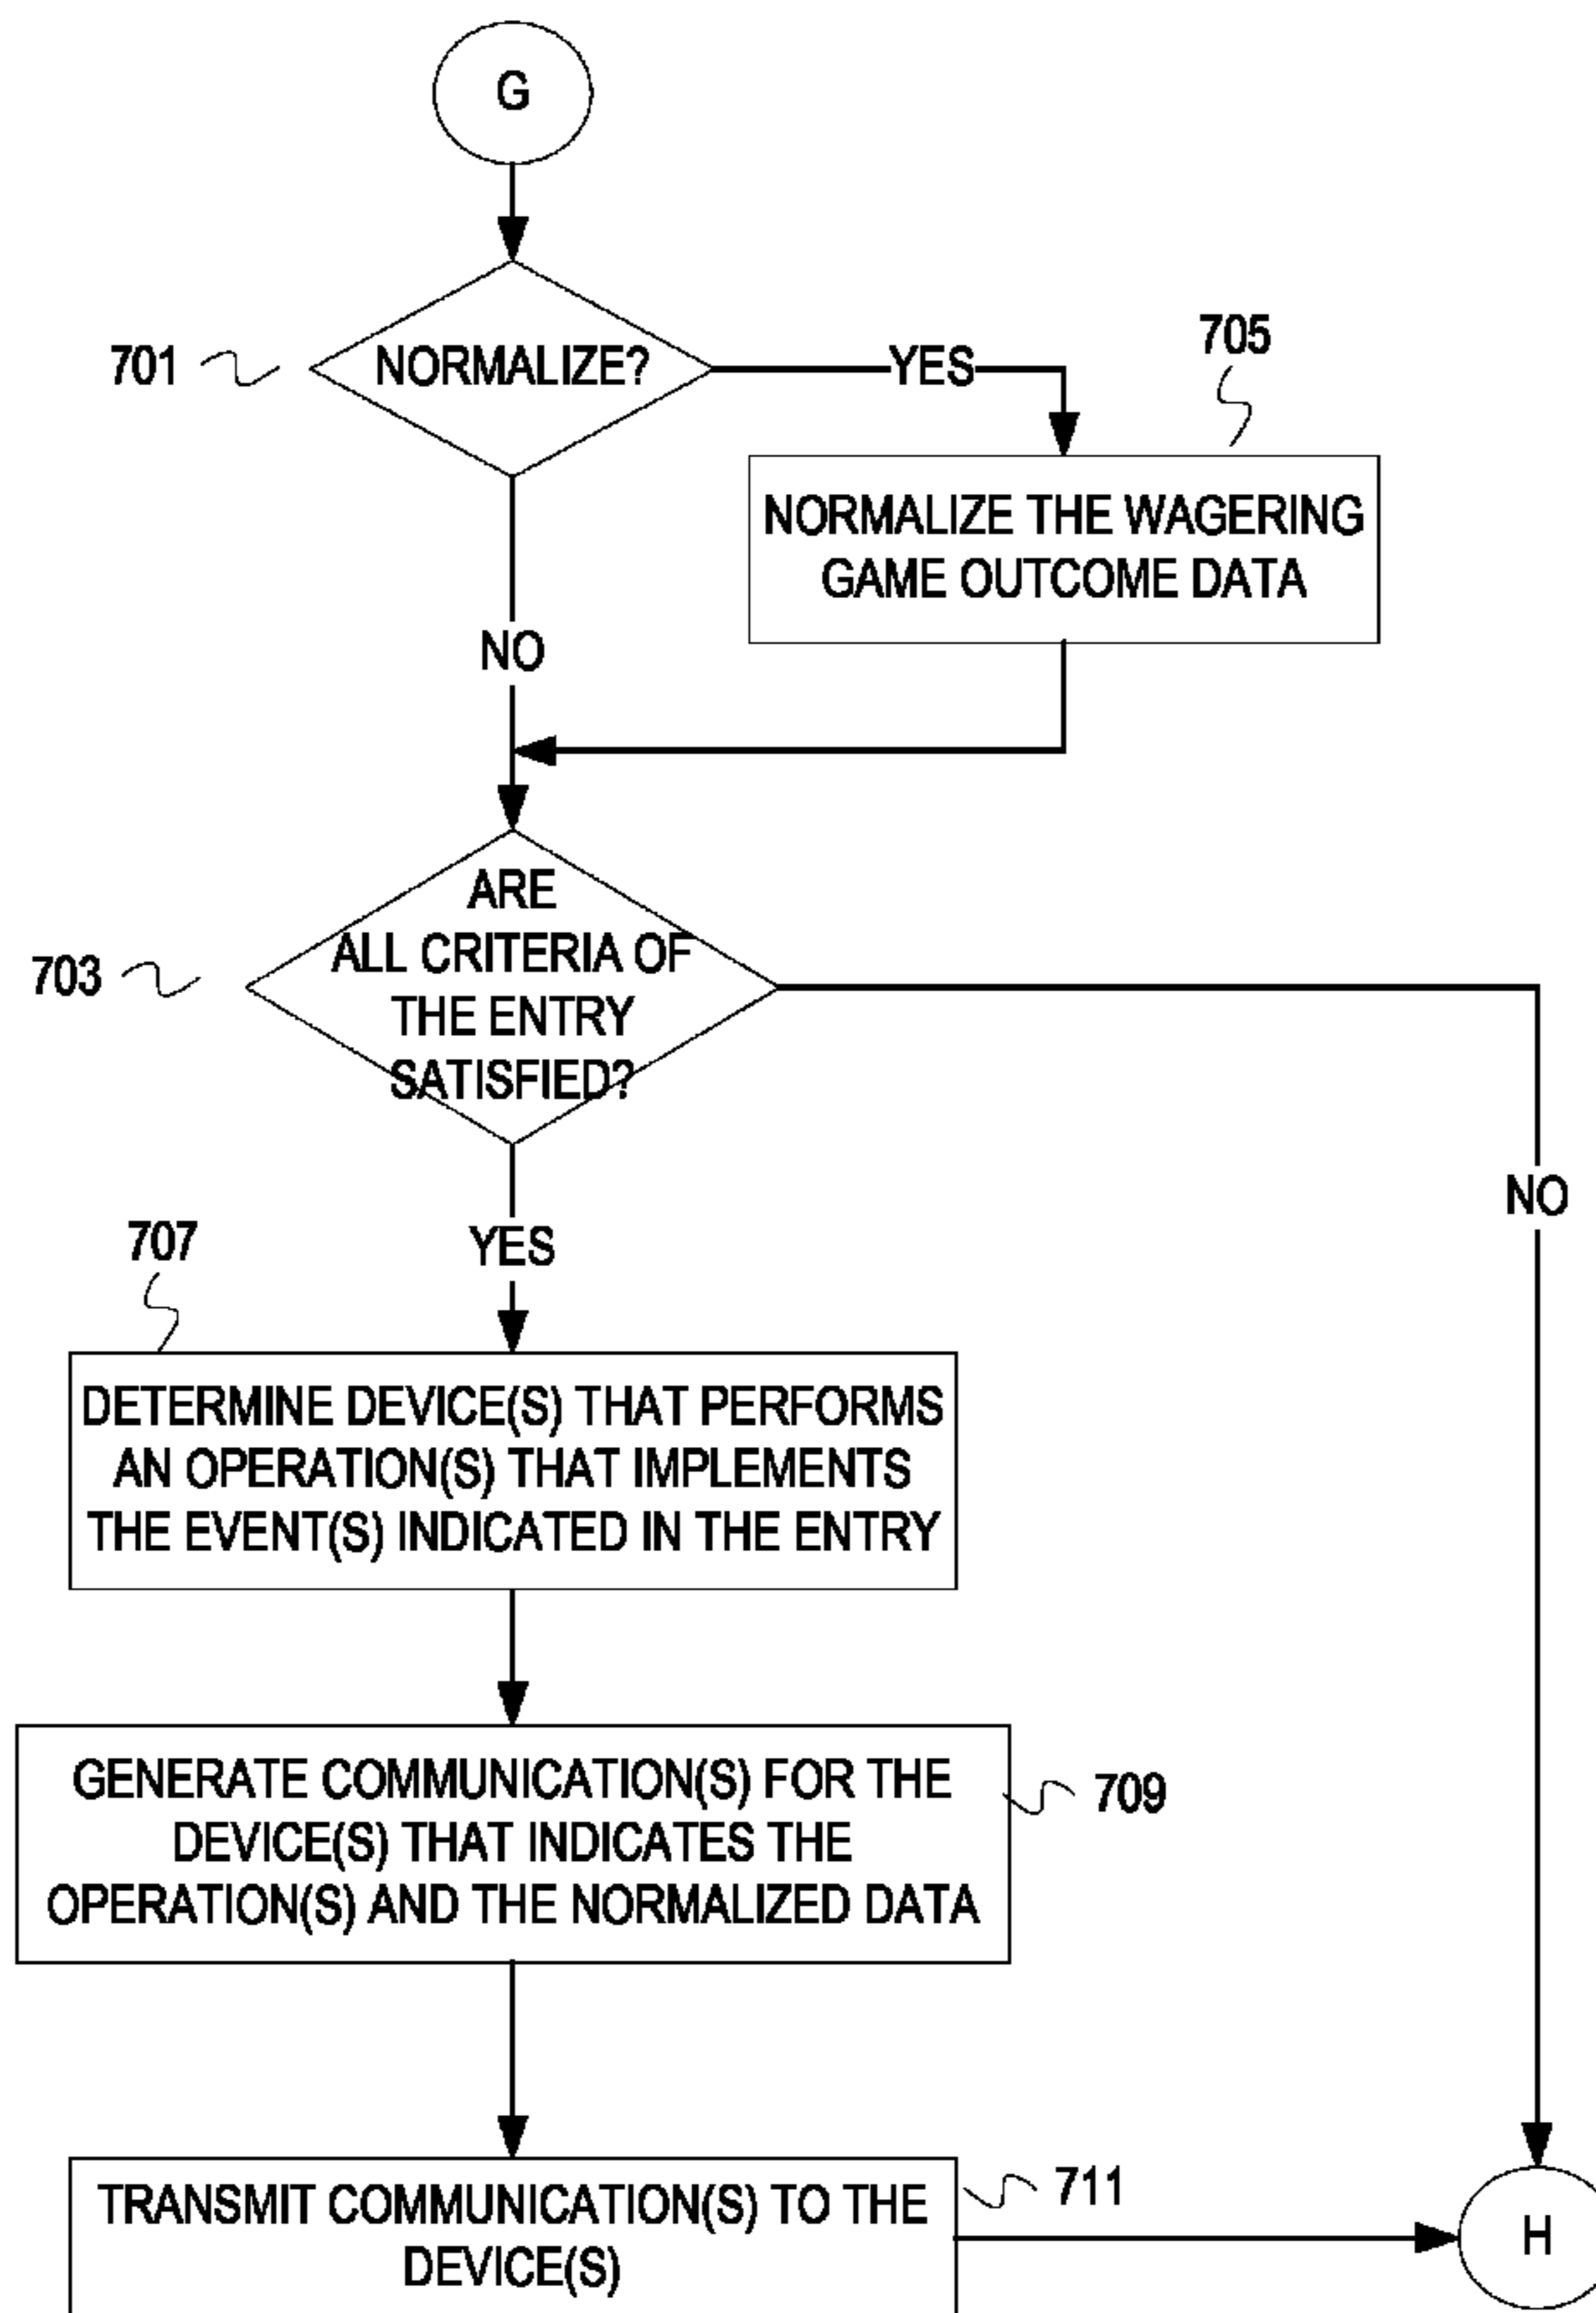 G
701
NORMALIZE?
YES
705
NORMALIZE THE WAGERING
GAME OUTCOME DATA
NO
703
ARE
ALL CRITERIA OF
THE ENTRY
SATISFIED?
NO
YES
707
DETERMINE DEVICE(S) THAT PERFORMS
AN OPERATION(S) THAT IMPLEMENTS
THE EVENT(S) INDICATED IN THE ENTRY
GENERATE COMMUNICATION(S) FOR THE
DEVICE(S) THAT INDICATES THE
OPERATION(S) AND THE NORMALIZED DATA
709
TRANSMIT COMMUNICATION(S) TO THE
DEVICE(S)
711
H